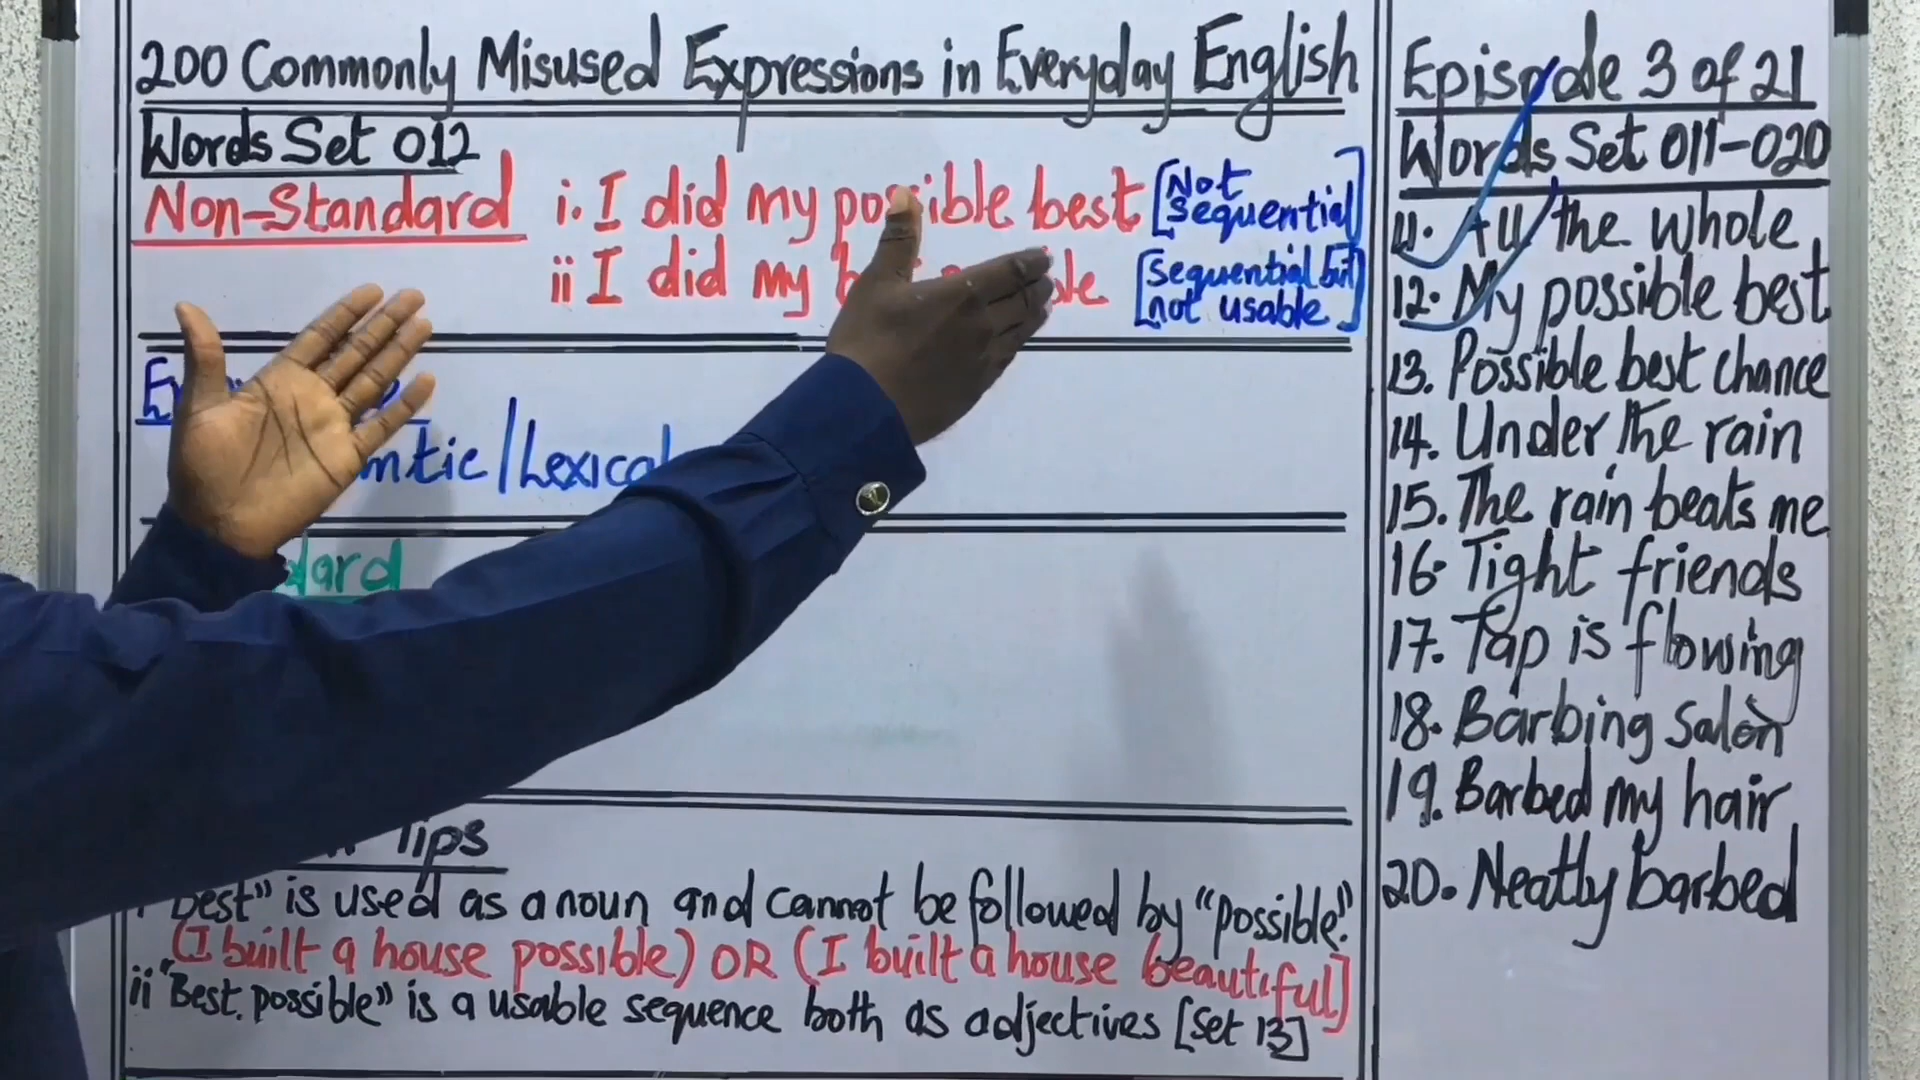 200 Commonly Misused Expressions in Everyday English
Words Set 012
Non-Standard i. I did my possible best [Not sequential]
ii I did my [Sequential but not usable]
/Lexical
Tips
"Best" is used as a noun and cannot be followed by "possible."
(I built a house possible) OR (I built a house beautiful]
ii "Best possible" is a usable sequence both as adjectives [Set 13]
Episode 3 of 21
Words Set 011-020
11. All the whole
12. My possible best
13. Possible best chance
14. Under the rain
15. The rain beats me
16. Tight friends
17. Tap is flowing
18. Barbing Salon
19. Barbed my hair
20. Neatly barbed